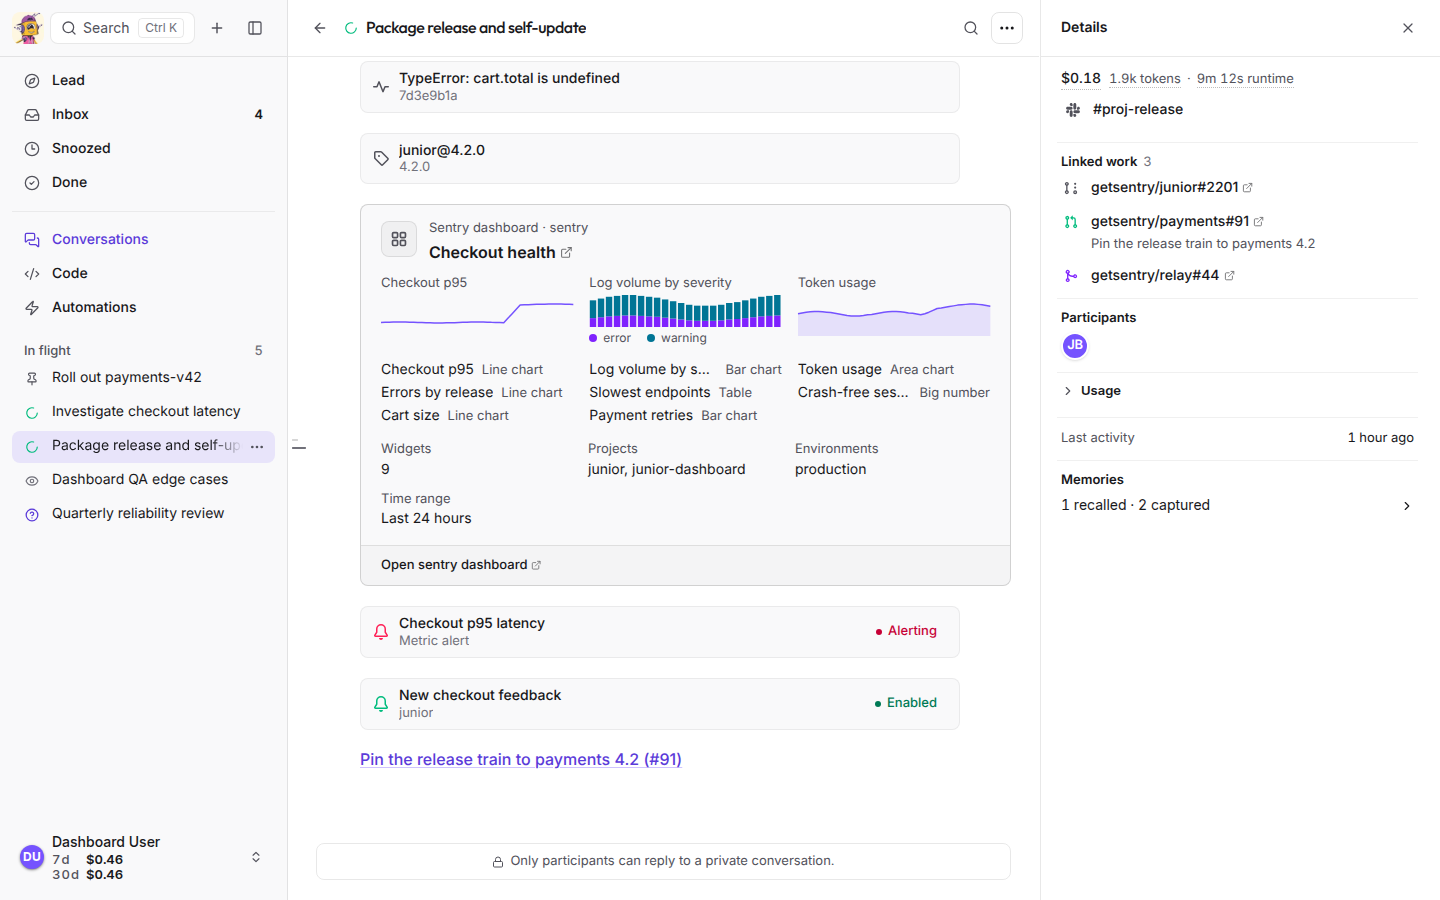 Search Ctrl K
Lead
Inbox 4
Snoozed
Done
Conversations
Code
Automations
In flight 5
Roll out payments-v42
Investigate checkout latency
Package release and self-up
Dashboard QA edge cases
Quarterly reliability review
DU Dashboard User
7d $0.46
30d $0.46
Package release and self-update
TypeError: cart.total is undefined
7d3e9b1a
junior@4.2.0
4.2.0
Sentry dashboard · sentry
Checkout health
Checkout p95 Log volume by severity Token usage
error warning
Checkout p95 Line chart Log volume by s... Bar chart Token usage Area chart
Errors by release Line chart Slowest endpoints Table Crash-free ses... Big number
Cart size Line chart Payment retries Bar chart
Widgets Projects Environments
9 junior, junior-dashboard production
Time range
Last 24 hours
Open sentry dashboard
Checkout p95 latency
Metric alert
Alerting
New checkout feedback
junior
Enabled
Pin the release train to payments 4.2 (#91)
Only participants can reply to a private conversation.
Details
$0.18 1.9k tokens · 9m 12s runtime
#proj-release
Linked work 3
getsentry/junior#2201
getsentry/payments#91
Pin the release train to payments 4.2
getsentry/relay#44
Participants
JB
Usage
Last activity 1 hour ago
Memories
1 recalled · 2 captured